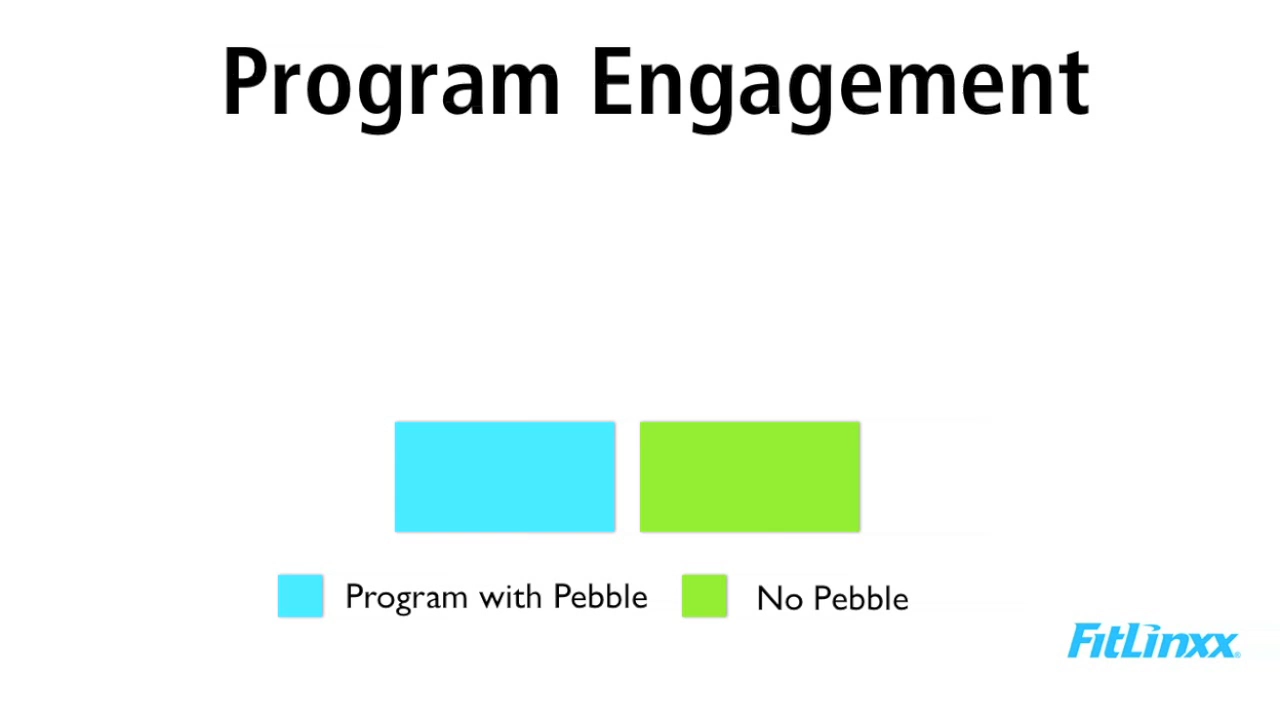 Program Engagement
Program with Pebble
No Pebble
FitLinxx®